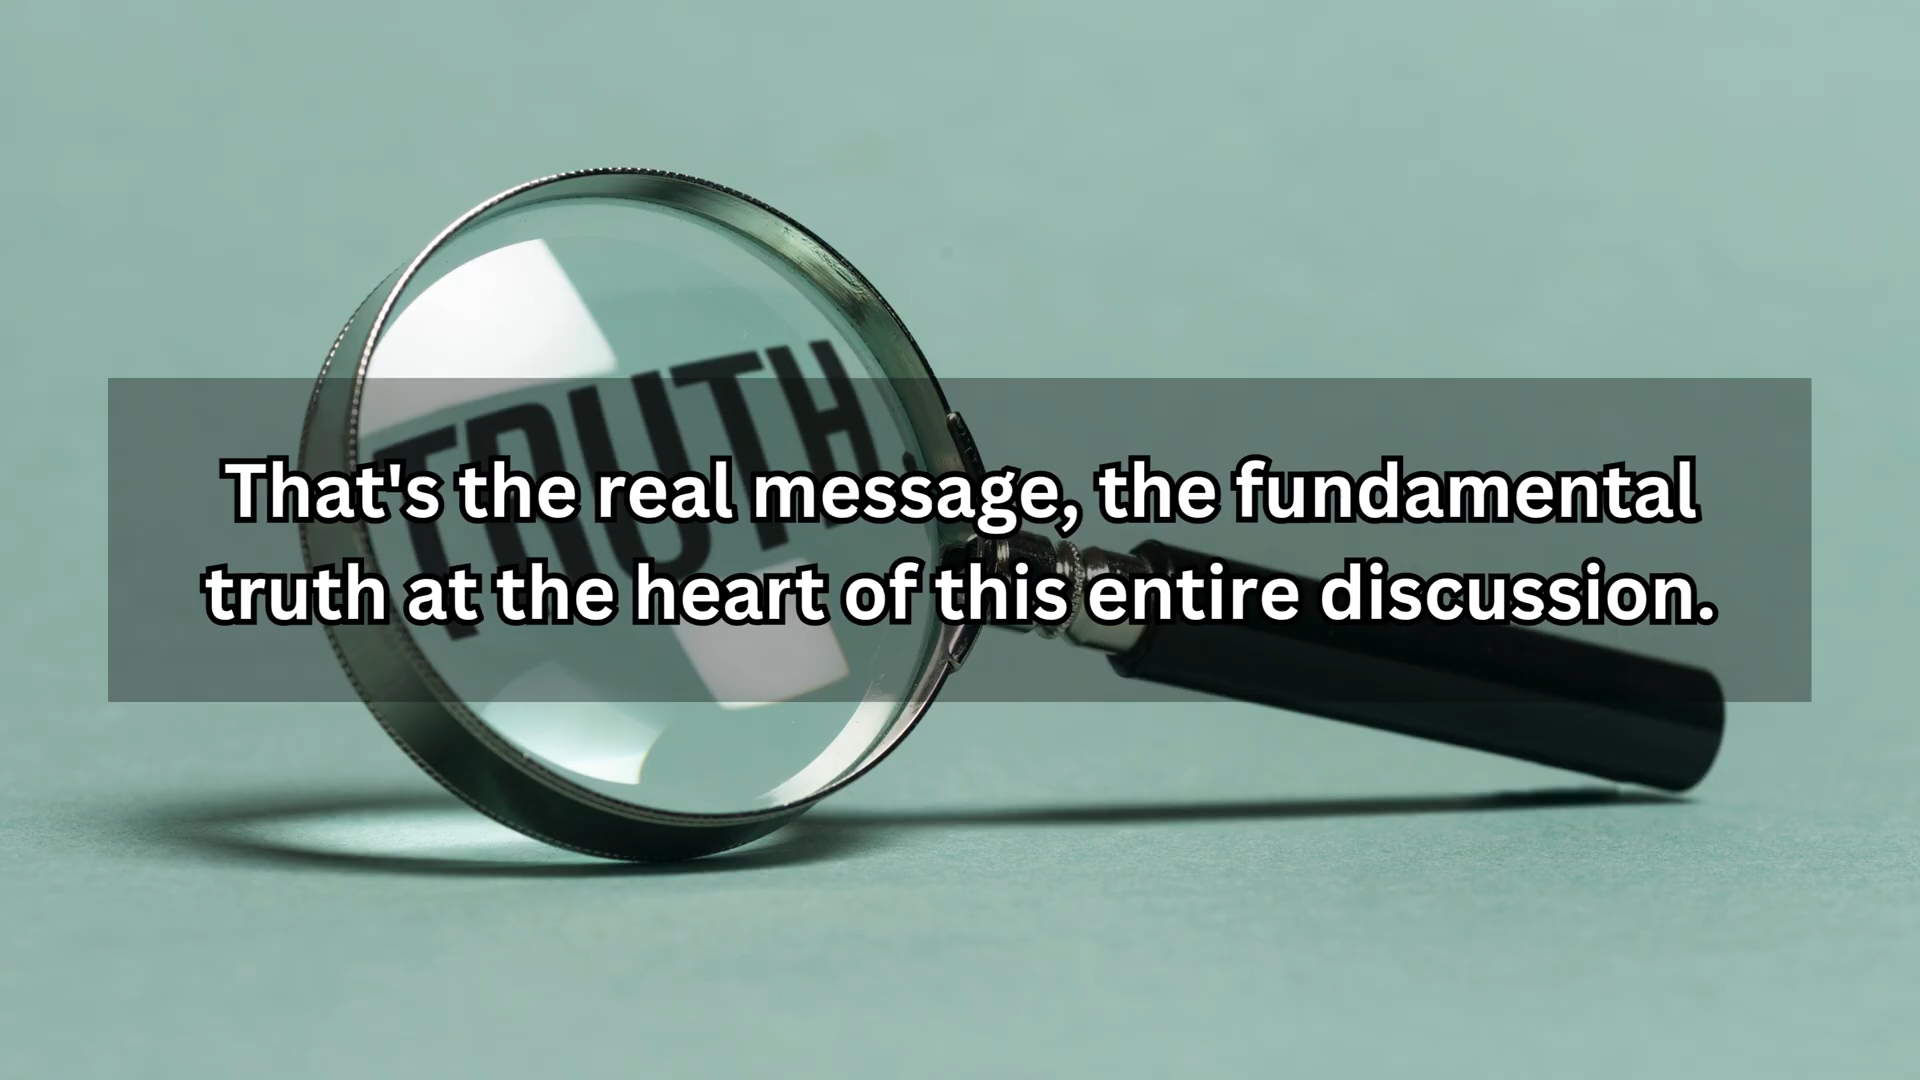 TRUTH.
That's the real message, the fundamental
truth at the heart of this entire discussion.